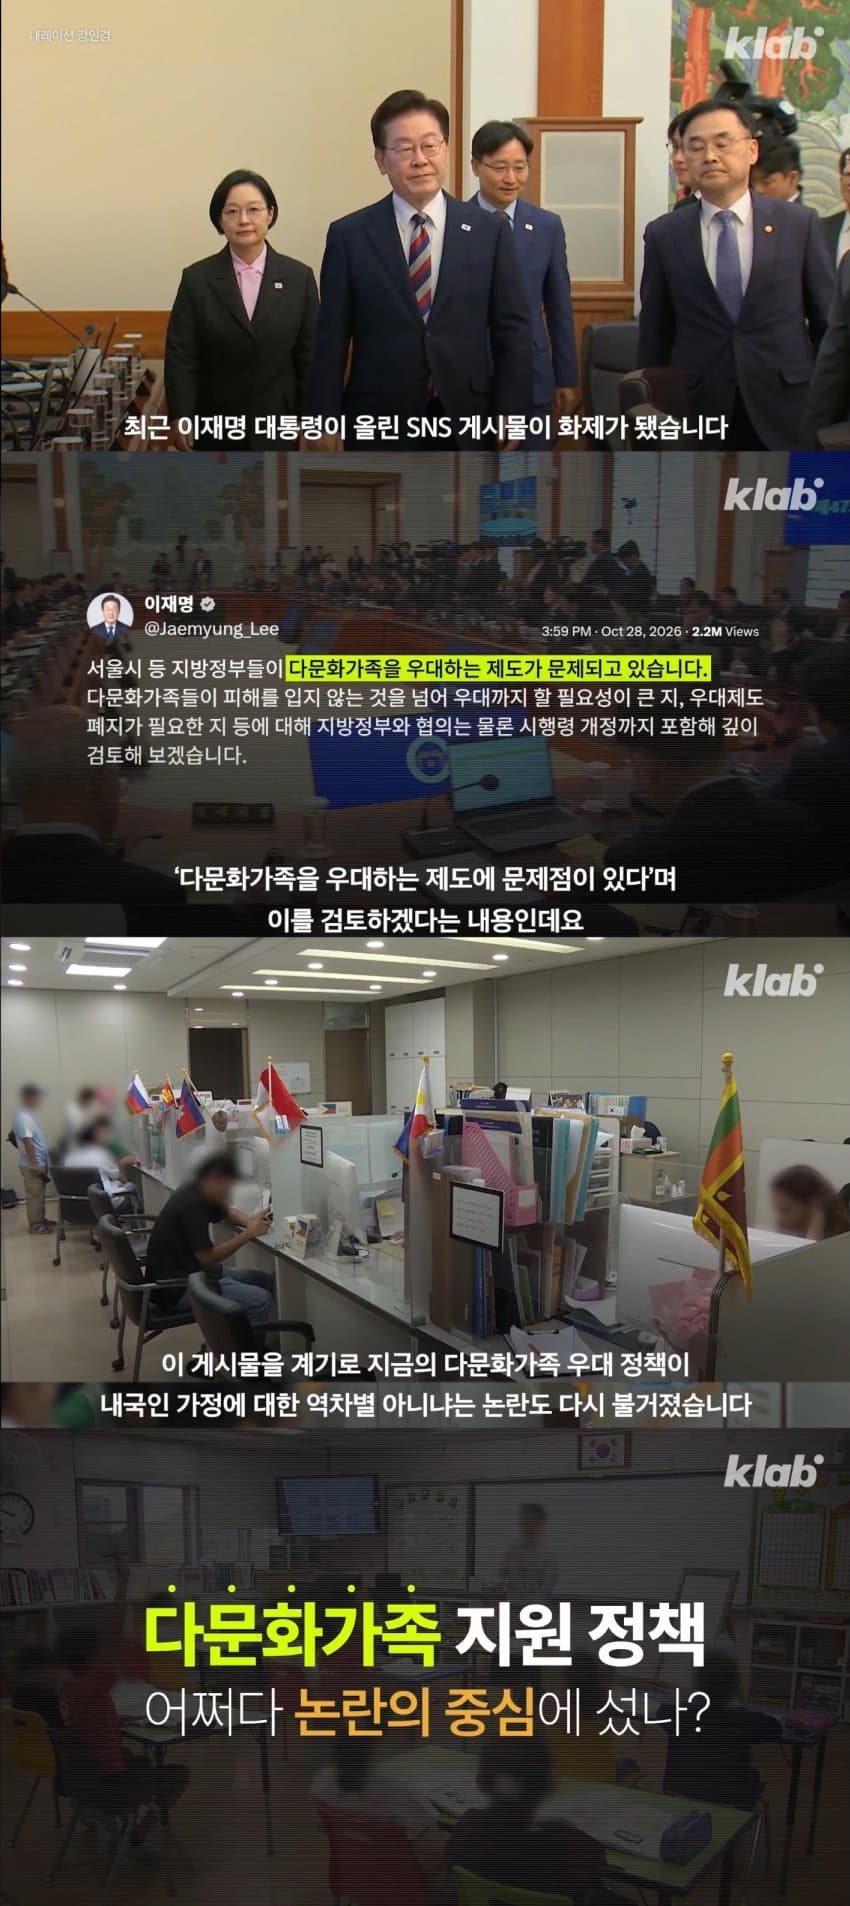 내레이션 강인경
klab
최근 이재명 대통령이 올린 SNS 게시물이 화제가 됐습니다
klab
이재명
@Jaemyung_Lee
3:59 PM · Oct 28, 2026 · 2.2M Views
서울시 등 지방정부들이 다문화가족을 우대하는 제도가 문제되고 있습니다.
다문화가족들이 피해를 입지 않는 것을 넘어 우대까지 할 필요성이 큰 지, 우대제도
폐지가 필요한 지 등에 대해 지방정부와 협의는 물론 시행령 개정까지 포함해 깊이
검토해 보겠습니다.
‘다문화가족을 우대하는 제도에 문제점이 있다’며
이를 검토하겠다는 내용인데요
klab
이 게시물을 계기로 지금의 다문화가족 우대 정책이
내국인 가정에 대한 역차별 아니냐는 논란도 다시 불거졌습니다
klab
다문화가족 지원 정책
어쩌다 논란의 중심에 섰나?